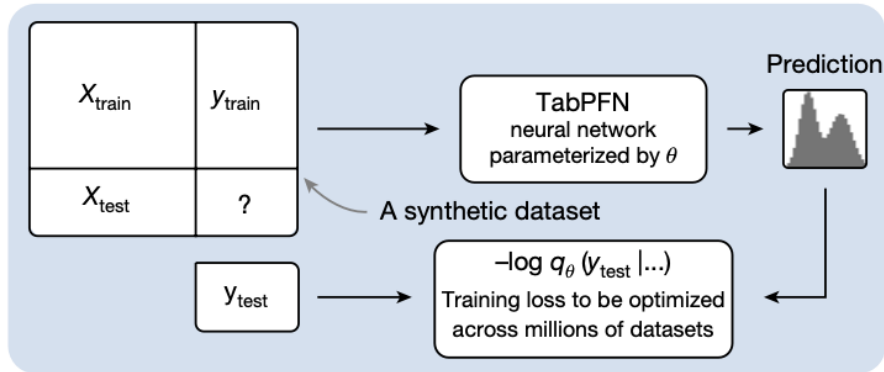 X_train
y_train
X_test
?
TabPFN
neural network
parameterized by θ
Prediction
A synthetic dataset
y_test
–log q_θ (y_test |...)
Training loss to be optimized
across millions of datasets